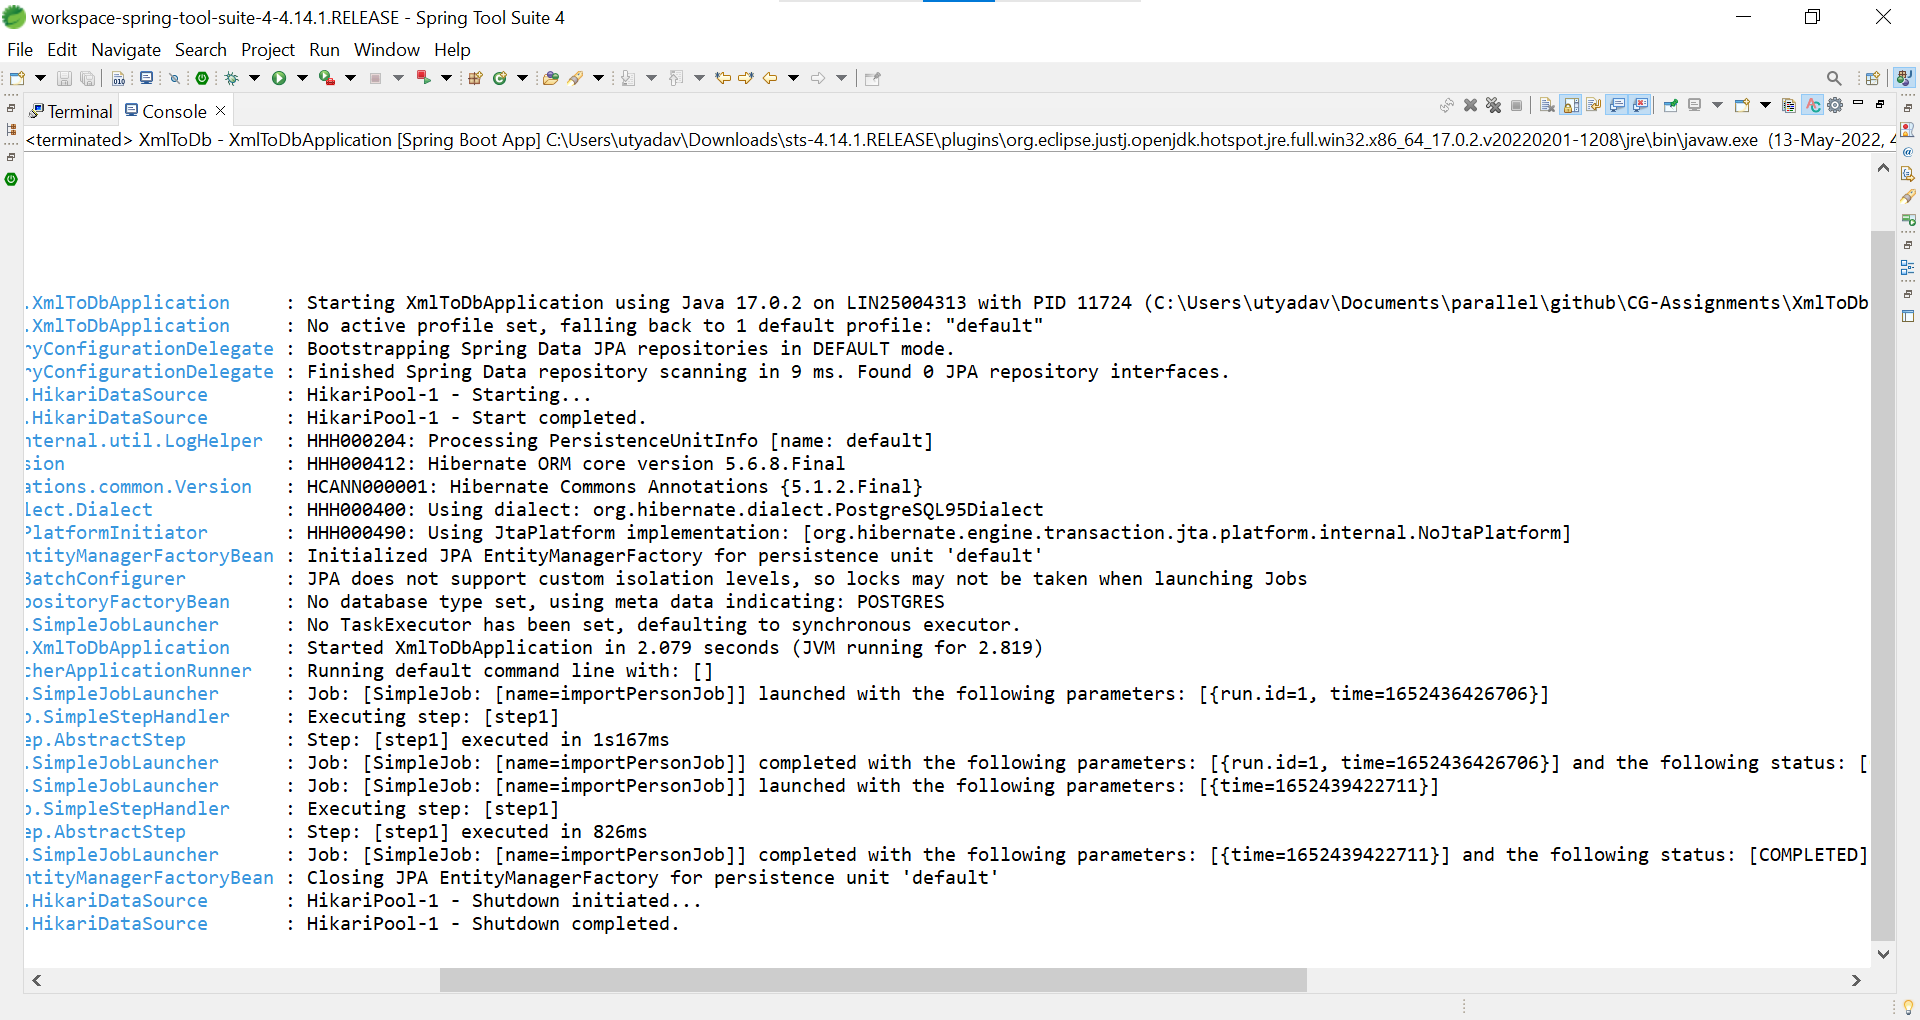 workspace-spring-tool-suite-4-4.14.1.RELEASE - Spring Tool Suite 4
File Edit Navigate Search Project Run Window Help
Terminal Console
<terminated> XmlToDb - XmlToDbApplication [Spring Boot App] C:\Users\utyadav\Downloads\sts-4.14.1.RELEASE\plugins\org.eclipse.justj.openjdk.hotspot.jre.full.win32.x86_64_17.0.2.v20220201-1208\jre\bin\javaw.exe (13-May-2022, 4
.XmlToDbApplication : Starting XmlToDbApplication using Java 17.0.2 on LIN25004313 with PID 11724 (C:\Users\utyadav\Documents\parallel\github\CG-Assignments\XmlToDb
.XmlToDbApplication : No active profile set, falling back to 1 default profile: "default"
ryConfigurationDelegate : Bootstrapping Spring Data JPA repositories in DEFAULT mode.
ryConfigurationDelegate : Finished Spring Data repository scanning in 9 ms. Found 0 JPA repository interfaces.
.HikariDataSource : HikariPool-1 - Starting...
.HikariDataSource : HikariPool-1 - Start completed.
nternal.util.LogHelper : HHH000204: Processing PersistenceUnitInfo [name: default]
sion : HHH000412: Hibernate ORM core version 5.6.8.Final
ations.common.Version : HCANN000001: Hibernate Commons Annotations {5.1.2.Final}
lect.Dialect : HHH000400: Using dialect: org.hibernate.dialect.PostgreSQL95Dialect
PlatformInitiator : HHH000490: Using JtaPlatform implementation: [org.hibernate.engine.transaction.jta.platform.internal.NoJtaPlatform]
ntityManagerFactoryBean : Initialized JPA EntityManagerFactory for persistence unit 'default'
BatchConfigurer : JPA does not support custom isolation levels, so locks may not be taken when launching Jobs
positoryFactoryBean : No database type set, using meta data indicating: POSTGRES
.SimpleJobLauncher : No TaskExecutor has been set, defaulting to synchronous executor.
.XmlToDbApplication : Started XmlToDbApplication in 2.079 seconds (JVM running for 2.819)
cherApplicationRunner : Running default command line with: []
.SimpleJobLauncher : Job: [SimpleJob: [name=importPersonJob]] launched with the following parameters: [{run.id=1, time=1652436426706}]
b.SimpleStepHandler : Executing step: [step1]
ep.AbstractStep : Step: [step1] executed in 1s167ms
.SimpleJobLauncher : Job: [SimpleJob: [name=importPersonJob]] completed with the following parameters: [{run.id=1, time=1652436426706}] and the following status: [
.SimpleJobLauncher : Job: [SimpleJob: [name=importPersonJob]] launched with the following parameters: [{time=1652439422711}]
b.SimpleStepHandler : Executing step: [step1]
ep.AbstractStep : Step: [step1] executed in 826ms
.SimpleJobLauncher : Job: [SimpleJob: [name=importPersonJob]] completed with the following parameters: [{time=1652439422711}] and the following status: [COMPLETED]
ntityManagerFactoryBean : Closing JPA EntityManagerFactory for persistence unit 'default'
.HikariDataSource : HikariPool-1 - Shutdown initiated...
.HikariDataSource : HikariPool-1 - Shutdown completed.